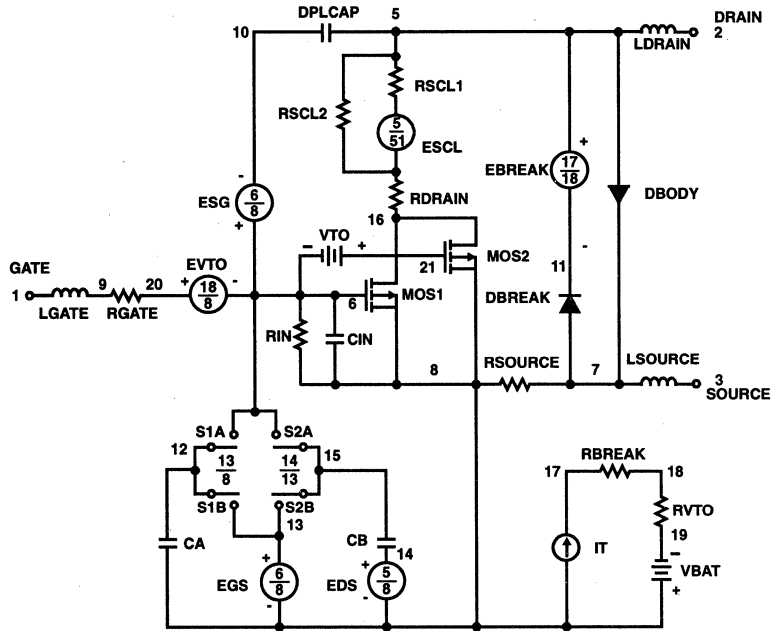 DPLCAP
5
DRAIN
2
10
LDRAIN
RSCL1
RSCL2
5
51
ESCL
+
17
18
EBREAK
DBODY
-
6
8
ESG
+
RDRAIN
16
VTO
-
+
MOS2
21
11
-
GATE
1
9
20
EVTO
+
18
8
-
LGATE
RGATE
6
MOS1
DBREAK
RIN
CIN
8
RSOURCE
7
LSOURCE
3
SOURCE
S1A
S2A
12
13
8
14
13
15
S1B
S2B
13
RBREAK
17
18
RVTO
19
CA
CB
14
+
6
8
EGS
-
+
5
8
EDS
-
IT
-
VBAT
+